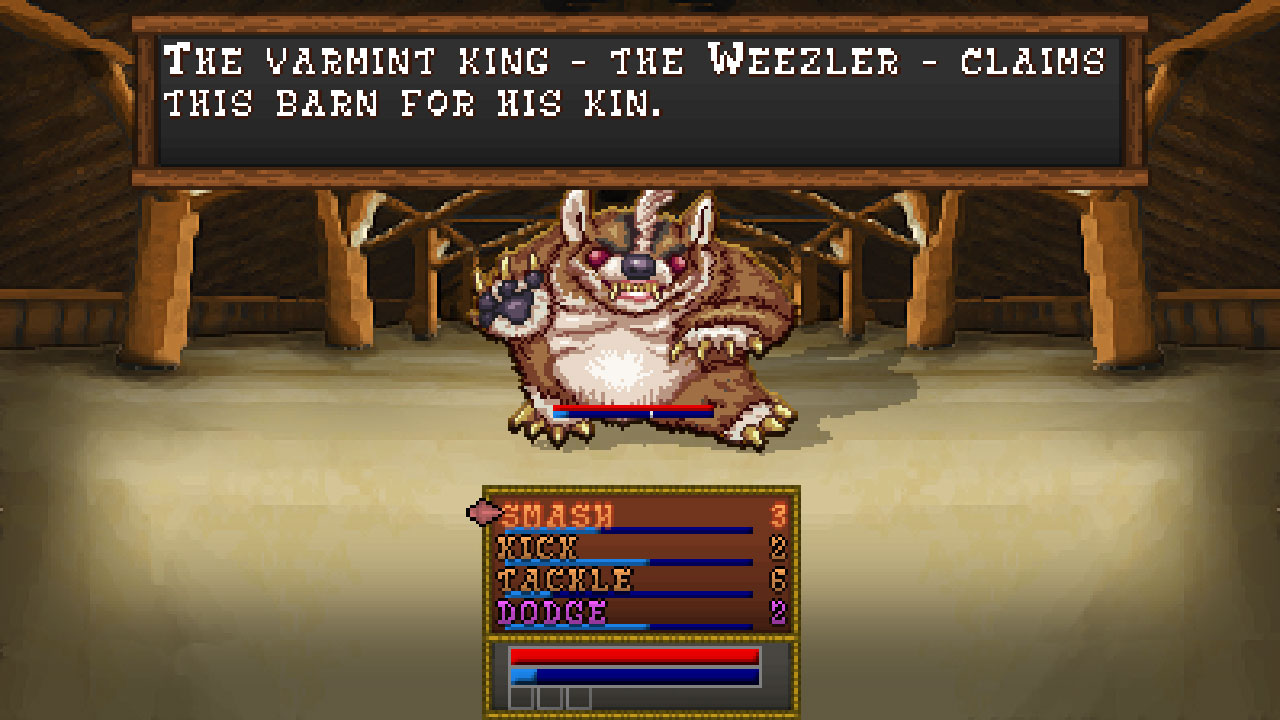 The varmint king - the Weezler - claims
this barn for his kin.
SMASH 3
KICK 2
TACKLE 6
DODGE 2